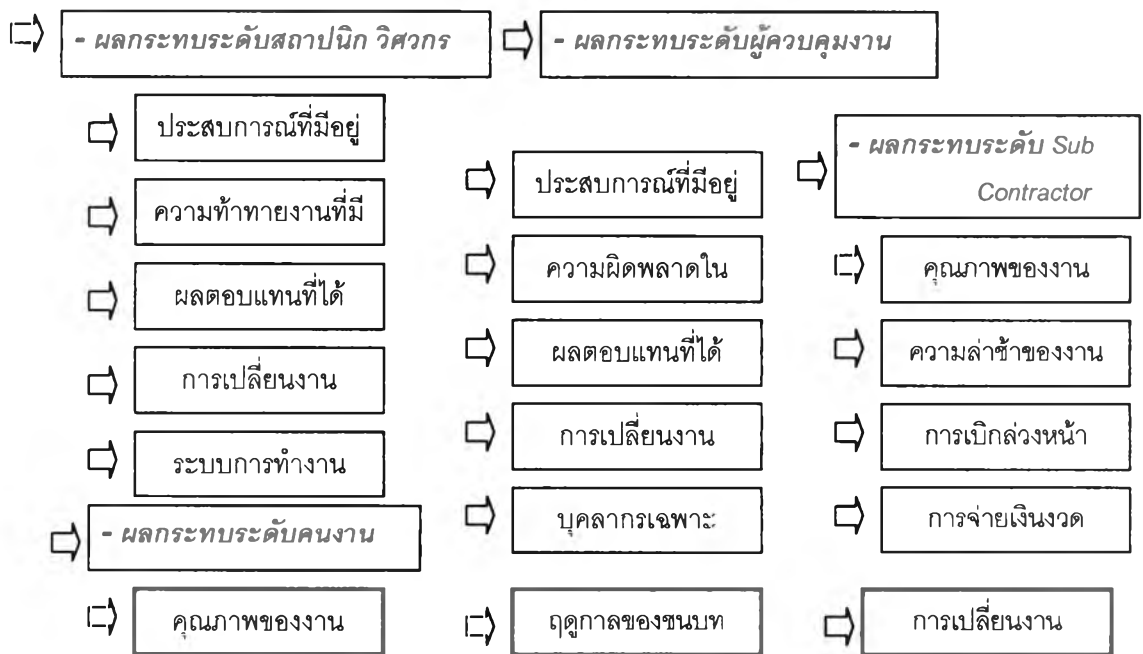 - ผลกระทบระดับสถาปนิก วิศวกร
- ผลกระทบระดับผู้ควบคุมงาน
ประสบการณ์ที่มีอยู่
ความท้าทายงานที่มี
ผลตอบแทนที่ได้
การเปลี่ยนงาน
ระบบการทำงาน
ประสบการณ์ที่มีอยู่
ความผิดพลาดใน
ผลตอบแทนที่ได้
การเปลี่ยนงาน
บุคลากรเฉพาะ
- ผลกระทบระดับ Sub
Contractor
คุณภาพของงาน
ความล่าช้าของงาน
การเบิกล่วงหน้า
การจ่ายเงินงวด
- ผลกระทบระดับคนงาน
คุณภาพของงาน
ฤดูกาลของชนบท
การเปลี่ยนงาน